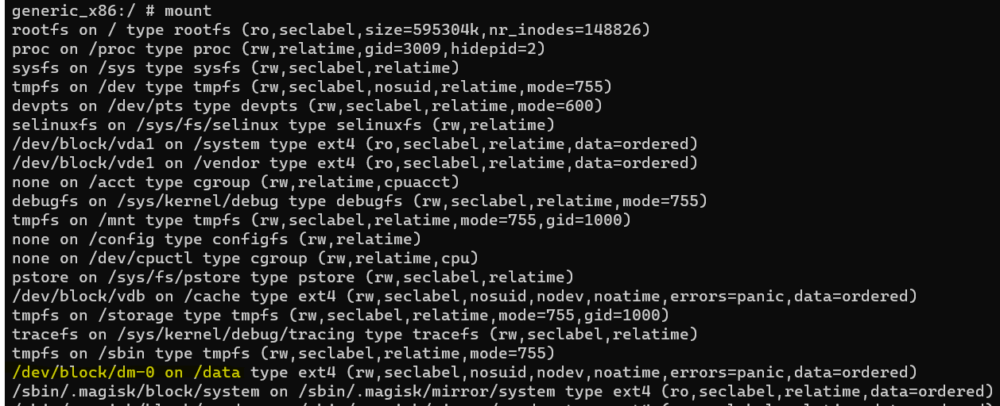 generic_x86:/ # mount
rootfs on / type rootfs (ro,seclabel,size=595304k,nr_inodes=148826)
proc on /proc type proc (rw,relatime,gid=3009,hidepid=2)
sysfs on /sys type sysfs (rw,seclabel,relatime)
tmpfs on /dev type tmpfs (rw,seclabel,nosuid,relatime,mode=755)
devpts on /dev/pts type devpts (rw,seclabel,relatime,mode=600)
selinuxfs on /sys/fs/selinux type selinuxfs (rw,relatime)
/dev/block/vda1 on /system type ext4 (ro,seclabel,relatime,data=ordered)
/dev/block/vde1 on /vendor type ext4 (ro,seclabel,relatime,data=ordered)
none on /acct type cgroup (rw,relatime,cpuacct)
debugfs on /sys/kernel/debug type debugfs (rw,seclabel,relatime,mode=755)
tmpfs on /mnt type tmpfs (rw,seclabel,relatime,mode=755,gid=1000)
none on /config type configfs (rw,relatime)
none on /dev/cpuctl type cgroup (rw,relatime,cpu)
pstore on /sys/fs/pstore type pstore (rw,seclabel,relatime)
/dev/block/vdb on /cache type ext4 (rw,seclabel,nosuid,nodev,noatime,errors=panic,data=ordered)
tmpfs on /storage type tmpfs (rw,seclabel,relatime,mode=755,gid=1000)
tracefs on /sys/kernel/debug/tracing type tracefs (rw,seclabel,relatime)
tmpfs on /sbin type tmpfs (rw,seclabel,relatime,mode=755)
/dev/block/dm-0 on /data type ext4 (rw,seclabel,nosuid,nodev,noatime,errors=panic,data=ordered)
/sbin/.magisk/block/system on /sbin/.magisk/mirror/system type ext4 (ro,seclabel,relatime,data=ordered)